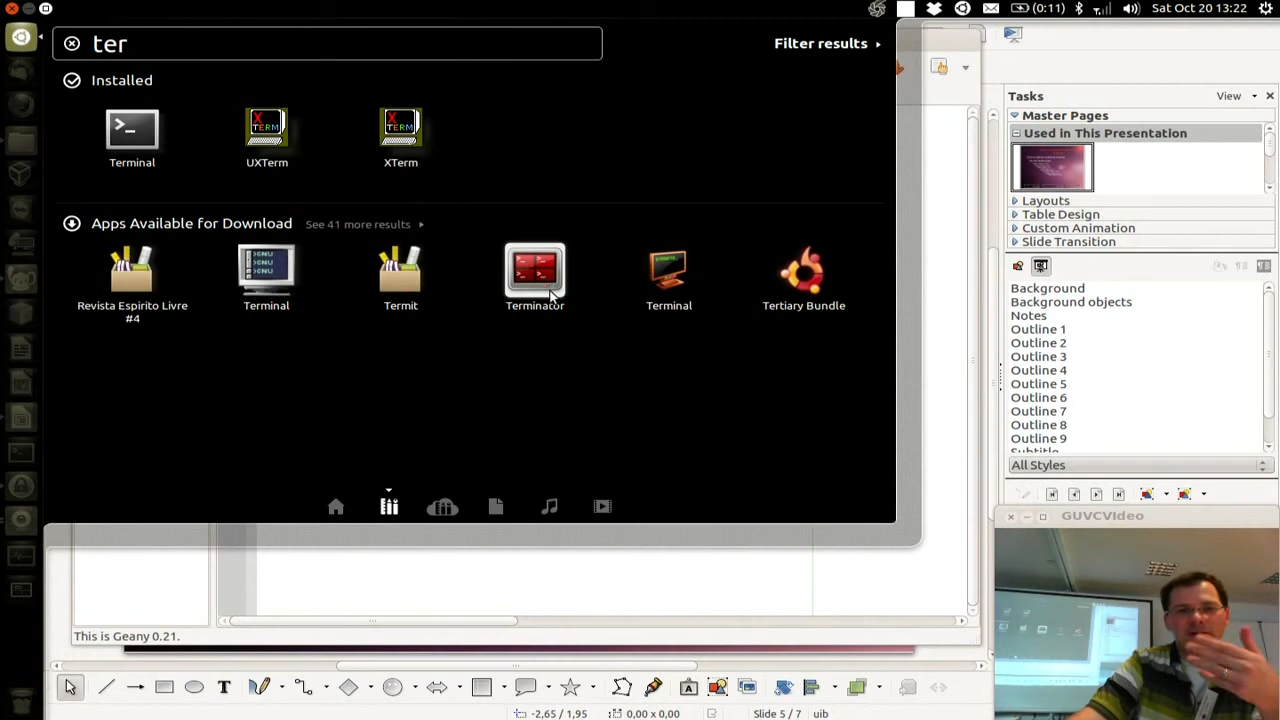 (0:11)
Sat Oct 20 13:22
ter
Filter results
Installed
Terminal
UXTerm
XTerm
Apps Available for Download
See 41 more results
Revista Espirito Livre #4
Terminal
Termit
Terminator
Terminal
Tertiary Bundle
Tasks
View
Master Pages
Used in This Presentation
Layouts
Table Design
Custom Animation
Slide Transition
Background
Background objects
Notes
Outline 1
Outline 2
Outline 3
Outline 4
Outline 5
Outline 6
Outline 7
Outline 8
Outline 9
Subtitle
All Styles
GUVCVideo
This is Geany 0.21.
-2,65 / 1,95
0,00 x 0,00
Slide 5 / 7
uib